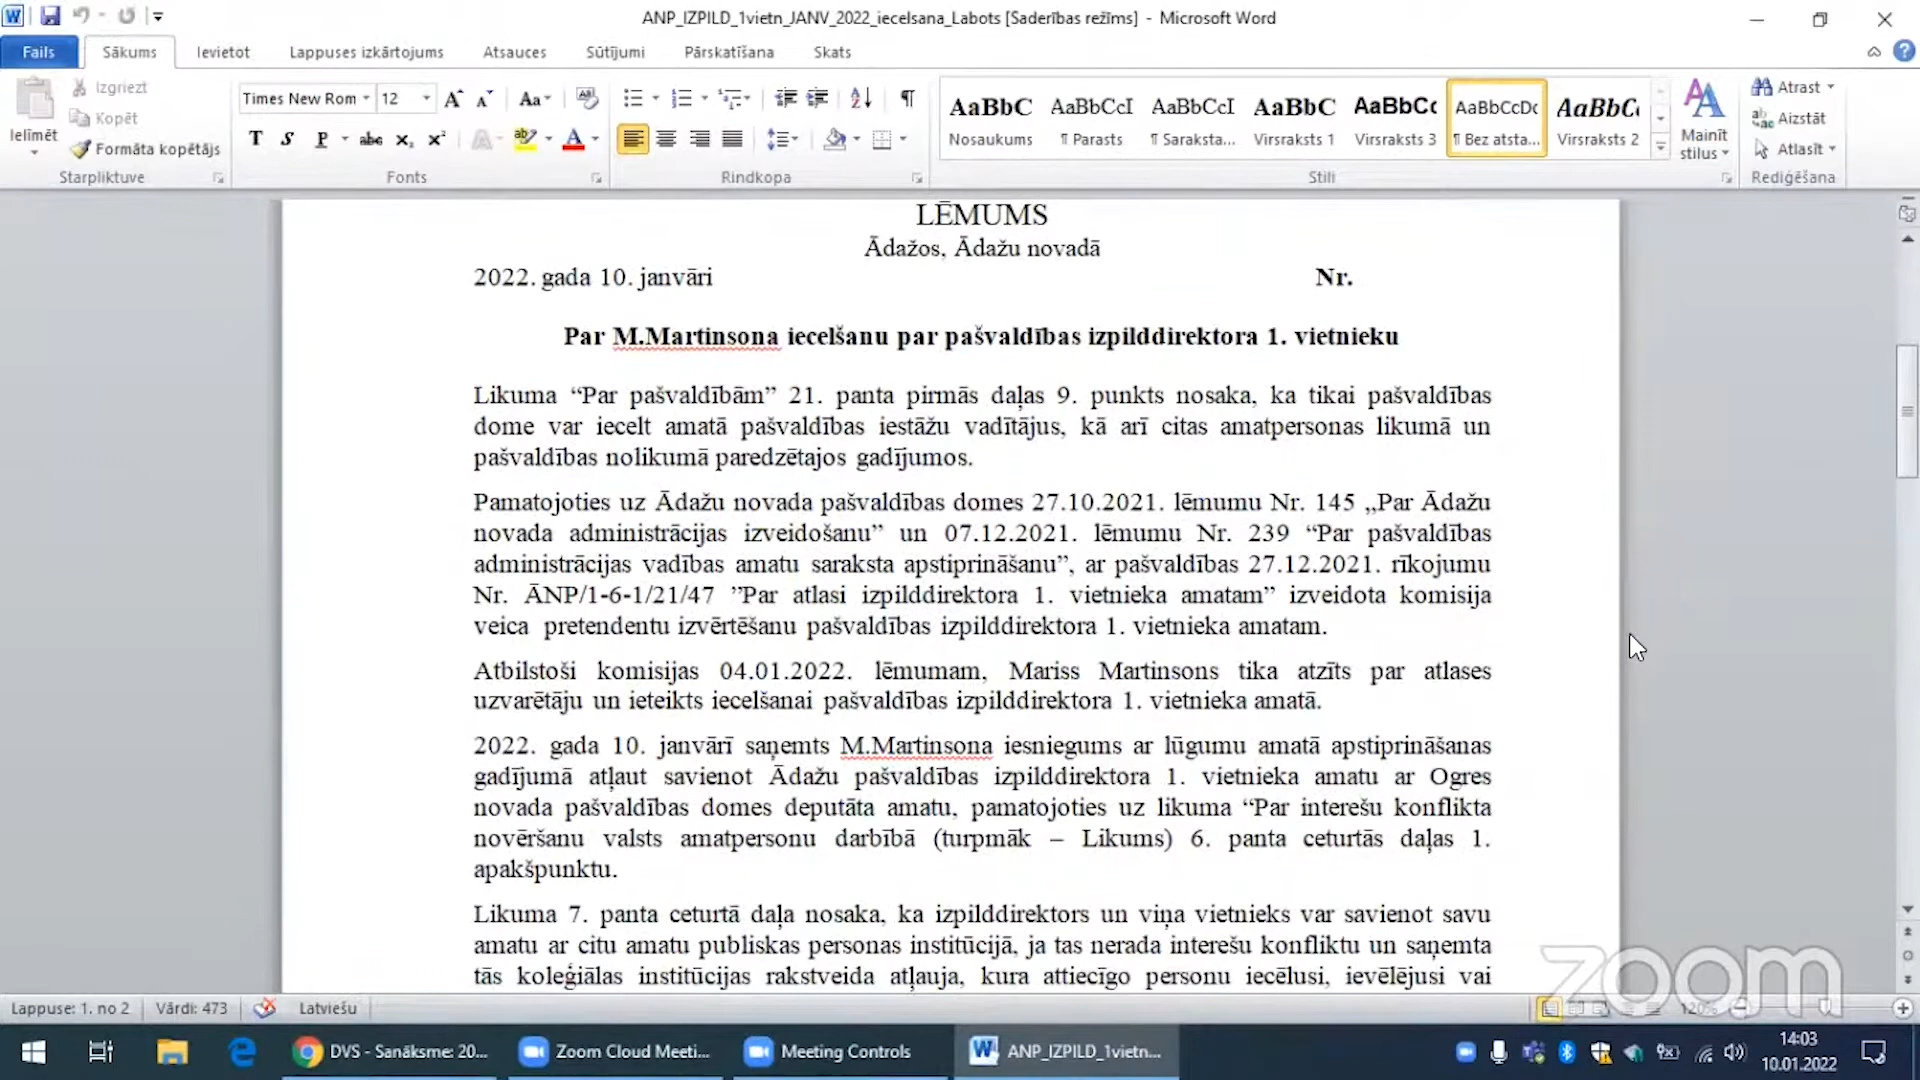 ANP_IZPILD_1vietn_JANV_2022_iecelsana_Labots [Saderības režīms] - Microsoft Word
Fails Sākums Ievietot Lappuses izkārtojums Atsauces Sūtījumi Pārskatīšana Skats
Ielīmēt
Izgriezt
Kopēt
Formāta kopētājs
Starpliktuve
Times New Rom 12
Fonts
Rindkopa
AaBbC AaBbCcI AaBbCcI AaBbC AaBbCc AaBbCcDc AaBbC
Nosaukums ¶ Parasts ¶ Saraksta... Virsraksts 1 Virsraksts 3 ¶ Bez atsta... Virsraksts 2
Stili
Mainīt
stilus
Atrast
Aizstāt
Atlasīt
Rediģēšana
LĒMUMS
Ādažos, Ādažu novadā
2022. gada 10. janvāri Nr.
Par M.Martinsona iecelšanu par pašvaldības izpilddirektora 1. vietnieku
Likuma “Par pašvaldībām” 21. panta pirmās daļas 9. punkts nosaka, ka tikai pašvaldības
dome var iecelt amatā pašvaldības iestāžu vadītājus, kā arī citas amatpersonas likumā un
pašvaldības nolikumā paredzētajos gadījumos.
Pamatojoties uz Ādažu novada pašvaldības domes 27.10.2021. lēmumu Nr. 145 „Par Ādažu
novada administrācijas izveidošanu” un 07.12.2021. lēmumu Nr. 239 “Par pašvaldības
administrācijas vadības amatu saraksta apstiprināšanu”, ar pašvaldības 27.12.2021. rīkojumu
Nr. ĀNP/1-6-1/21/47 ”Par atlasi izpilddirektora 1. vietnieka amatam” izveidota komisija
veica pretendentu izvērtēšanu pašvaldības izpilddirektora 1. vietnieka amatam.
Atbilstoši komisijas 04.01.2022. lēmumam, Mariss Martinsons tika atzīts par atlases
uzvarētāju un ieteikts iecelšanai pašvaldības izpilddirektora 1. vietnieka amatā.
2022. gada 10. janvārī saņemts M.Martinsona iesniegums ar lūgumu amatā apstiprināšanas
gadījumā atļaut savienot Ādažu pašvaldības izpilddirektora 1. vietnieka amatu ar Ogres
novada pašvaldības domes deputāta amatu, pamatojoties uz likuma “Par interešu konflikta
novēršanu valsts amatpersonu darbībā (turpmāk – Likums) 6. panta ceturtās daļas 1.
apakšpunktu.
Likuma 7. panta ceturtā daļa nosaka, ka izpilddirektors un viņa vietnieks var savienot savu
amatu ar citu amatu publiskas personas institūcijā, ja tas nerada interešu konfliktu un saņemta
tās koleģiālas institūcijas rakstveida atļauja, kura attiecīgo personu iecēlusi, ievēlējusi vai
zoom
Lappuse: 1. no 2 Vārdi: 473 Latviešu 120%
DVS - Sanāksme: 20... Zoom Cloud Meeti... Meeting Controls ANP_IZPILD_1vietn...
14:03
10.01.2022